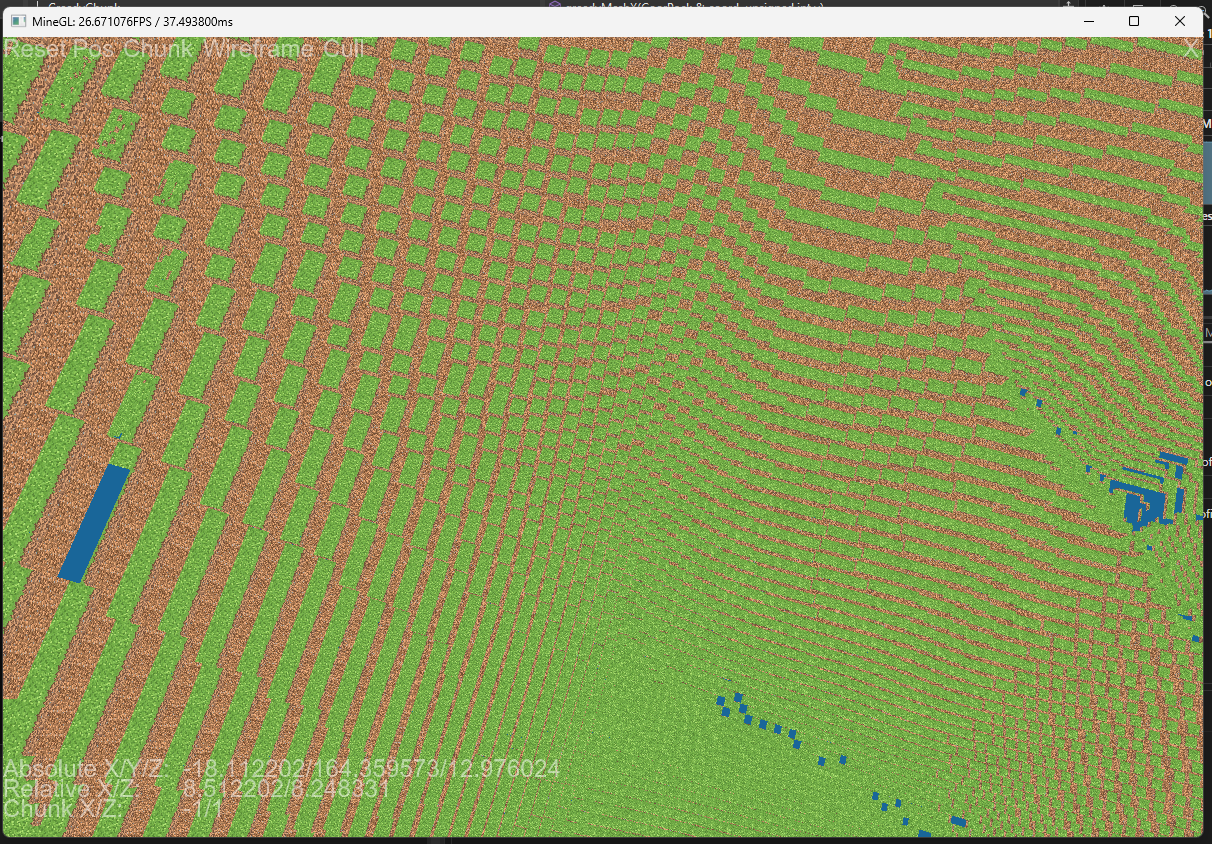 MineGL: 26.671076FPS / 37.493800ms
Reset Pos Chunk Wireframe Cull X
Absolute X/Y/Z: -18.112202/164.359573/12.976024
Relative X/Z 8.512202/8.248331
Chunk X/Z: -1/1